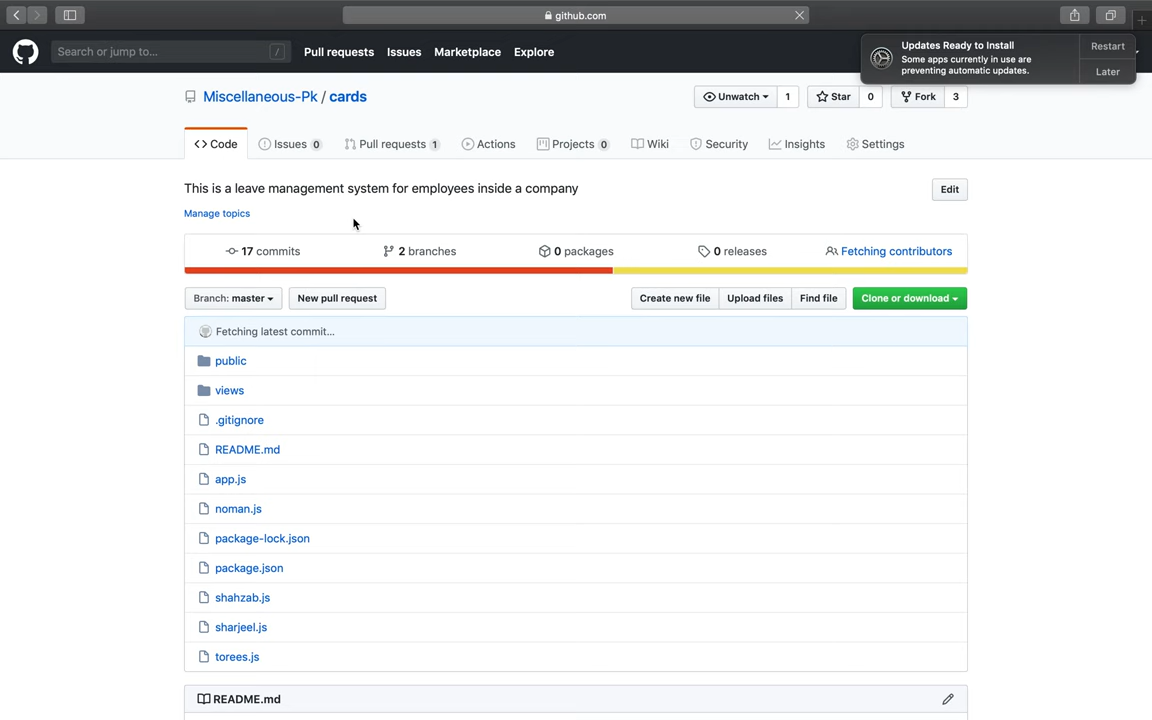 github.com
Search or jump to... /
Pull requests Issues Marketplace Explore
Updates Ready to Install
Some apps currently in use are
preventing automatic updates.
Restart
Later
Miscellaneous-Pk / cards
Unwatch 1 Star 0 Fork 3
Code Issues 0 Pull requests 1 Actions Projects 0 Wiki Security Insights Settings
This is a leave management system for employees inside a company
Edit
Manage topics
17 commits 2 branches 0 packages 0 releases Fetching contributors
Branch: master New pull request Create new file Upload files Find file Clone or download
Fetching latest commit...
public
views
.gitignore
README.md
app.js
noman.js
package-lock.json
package.json
shahzab.js
sharjeel.js
torees.js
README.md